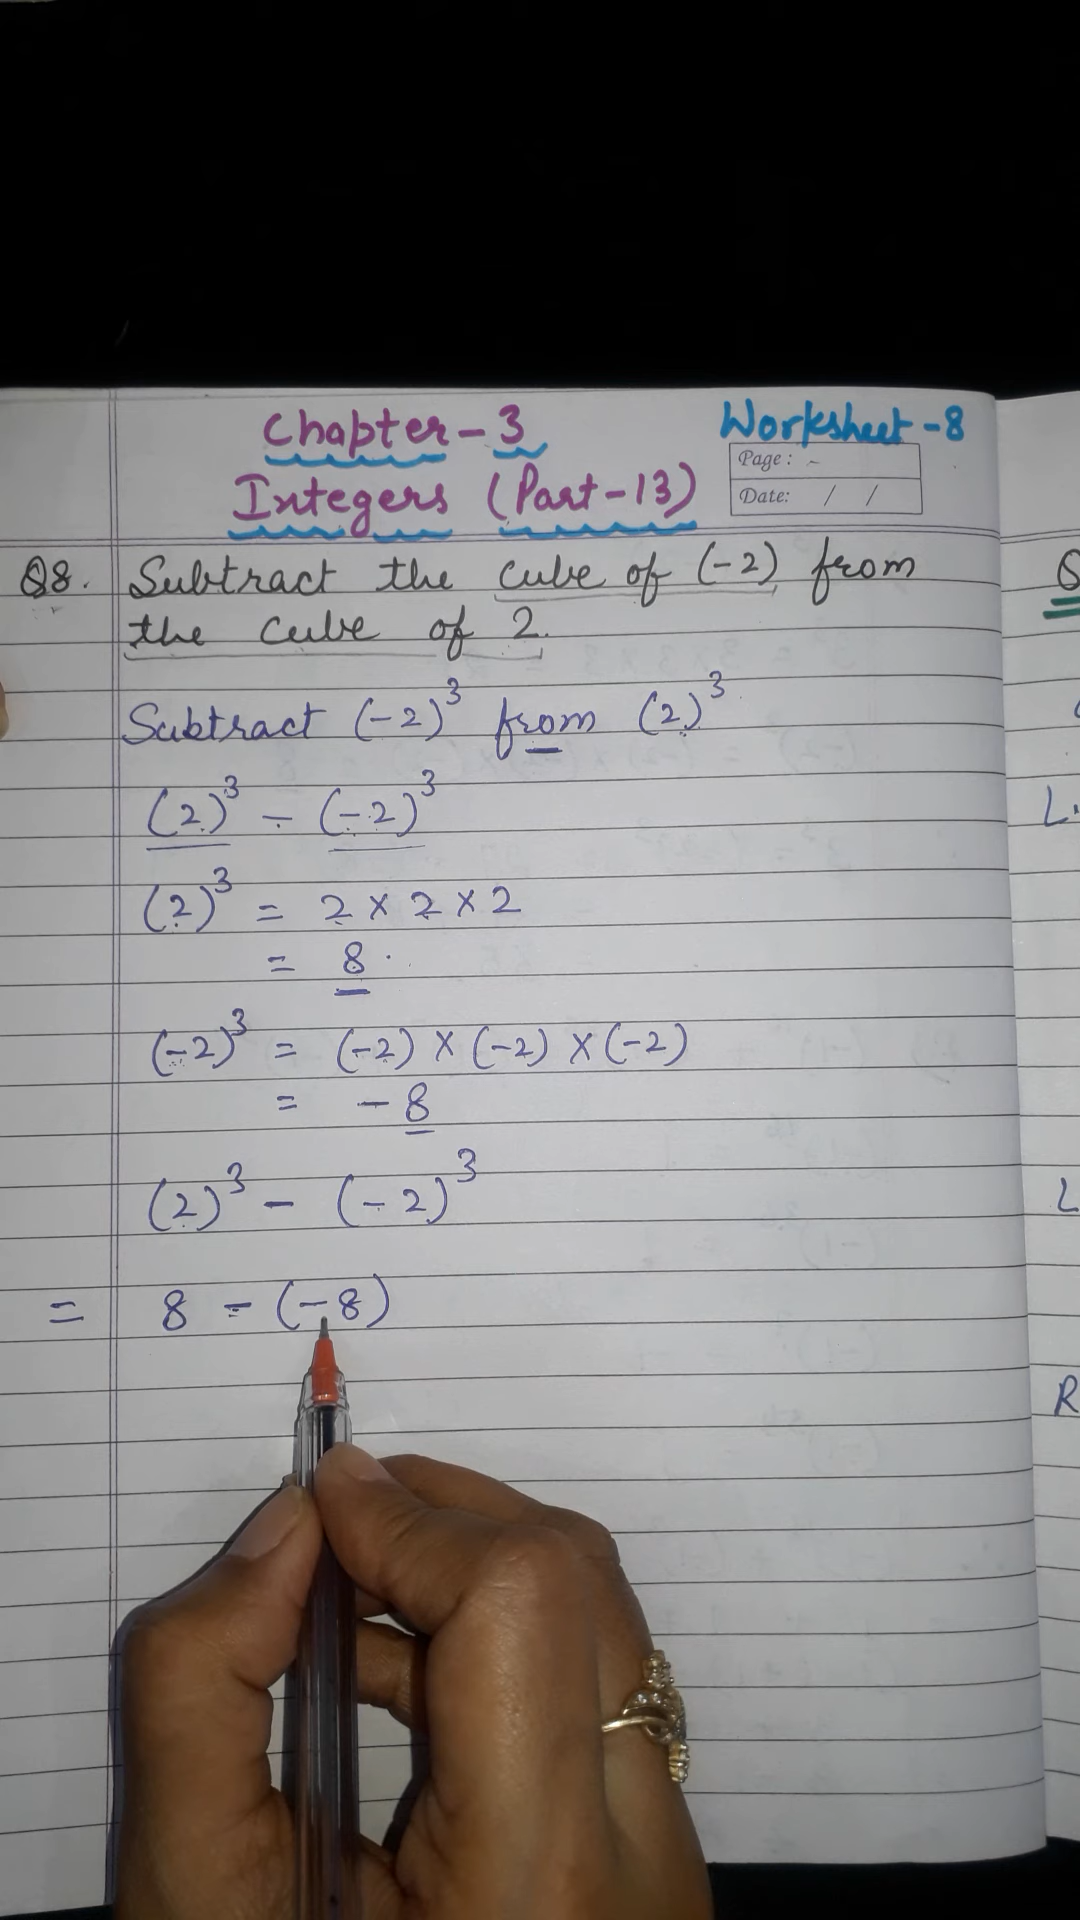 Chapter-3
Worksheet-8
Integers (Part-13)
Page:
Date: / /
Q8. Subtract the cube of (-2) from
the cube of 2.
Subtract (-2)³ from (2)³
(2)³ - (-2)³
(2)³ = 2 × 2 × 2
= 8
(-2)³ = (-2) × (-2) × (-2)
= - 8
(2)³ - (-2)³
= 8 - (-8)
L
R